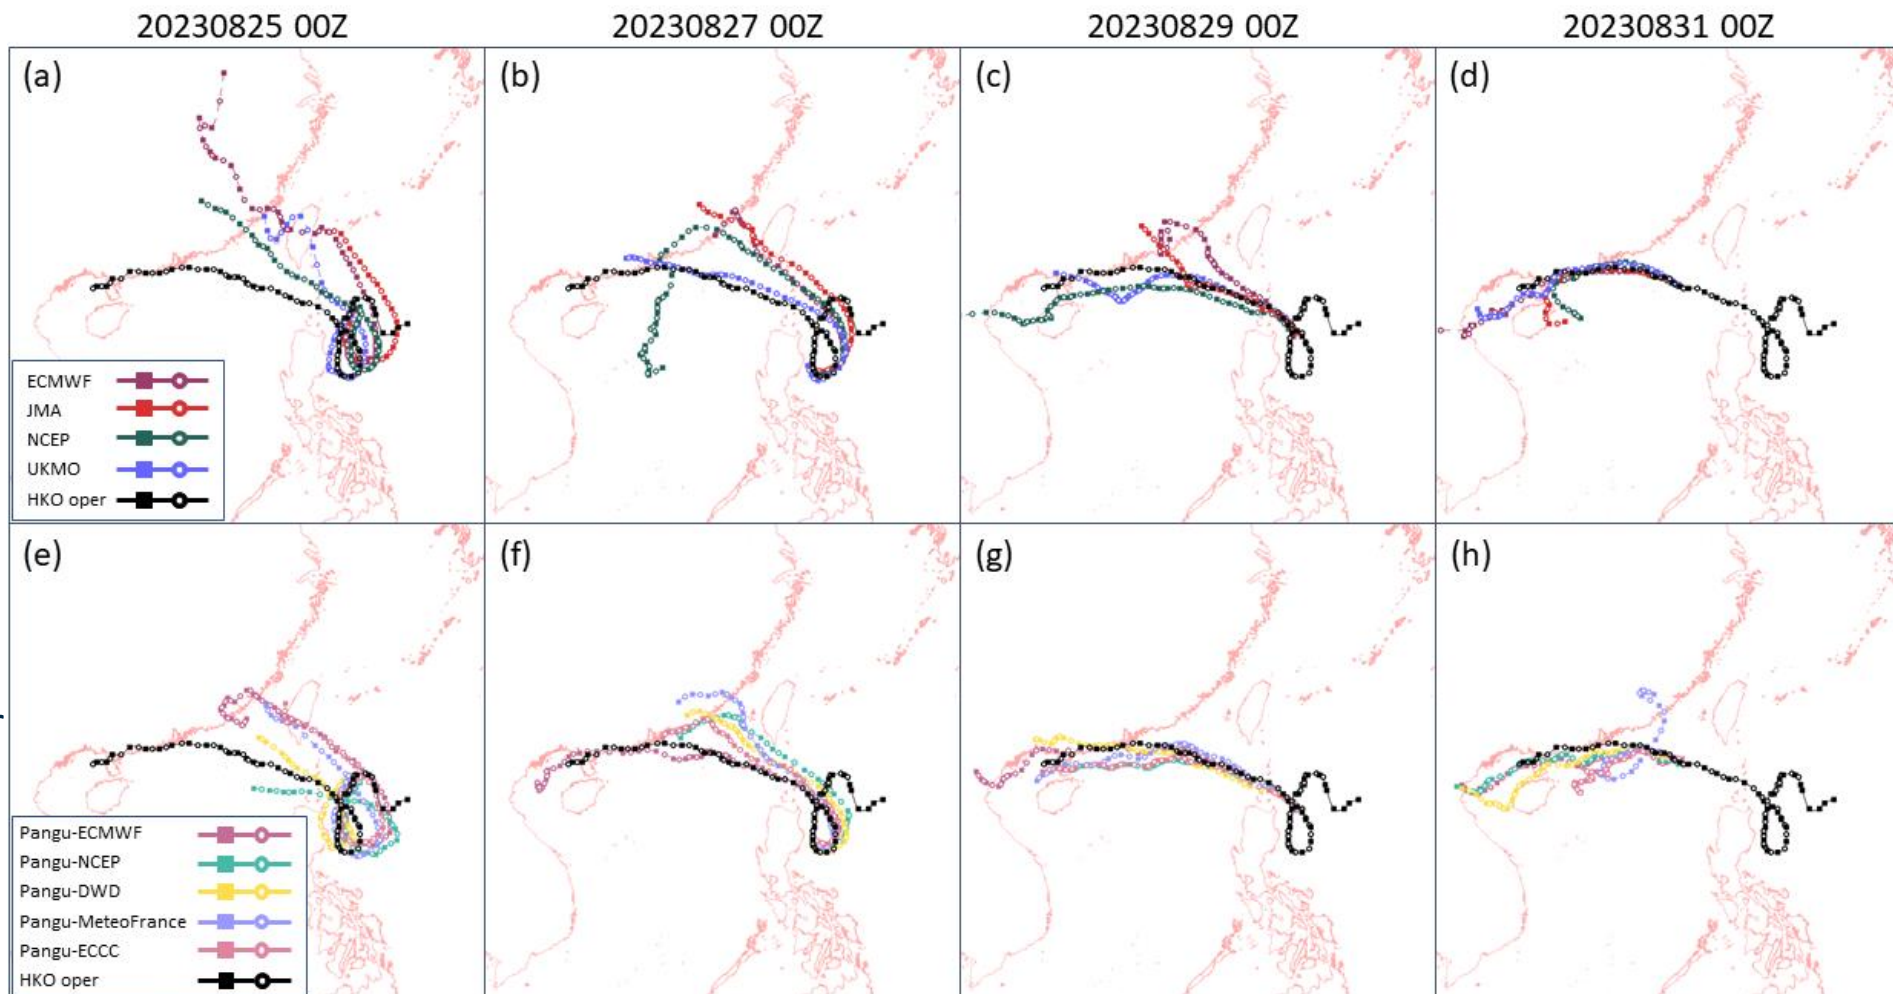 20230825 00Z
20230827 00Z
20230829 00Z
20230831 00Z
(a)
(b)
(c)
(d)
ECMWF
JMA
NCEP
UKMO
HKO oper
(e)
(f)
(g)
(h)
Pangu-ECMWF
Pangu-NCEP
Pangu-DWD
Pangu-MeteoFrance
Pangu-ECCC
HKO oper